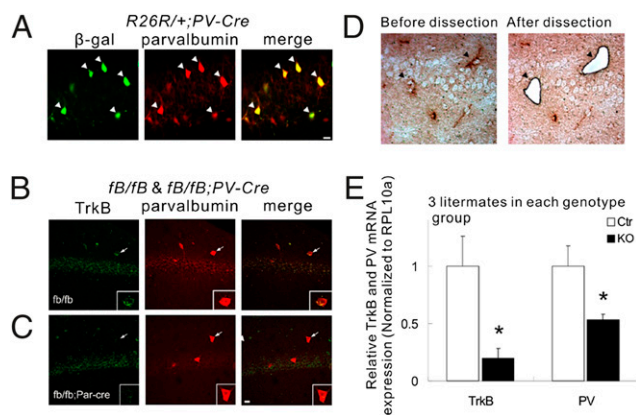 A
R26R/+;PV-Cre
β-gal parvalbumin merge
B
fB/fB & fB/fB;PV-Cre
TrkB parvalbumin merge
fb/fb
C
fb/fb;Par-cre
D
Before dissection After dissection
E
3 litermates in each genotype
group
Ctr
KO
Relative TrkB and PV mRNA
expression (Normalized to RPL10a)
1
0.5
0
*
*
TrkB PV